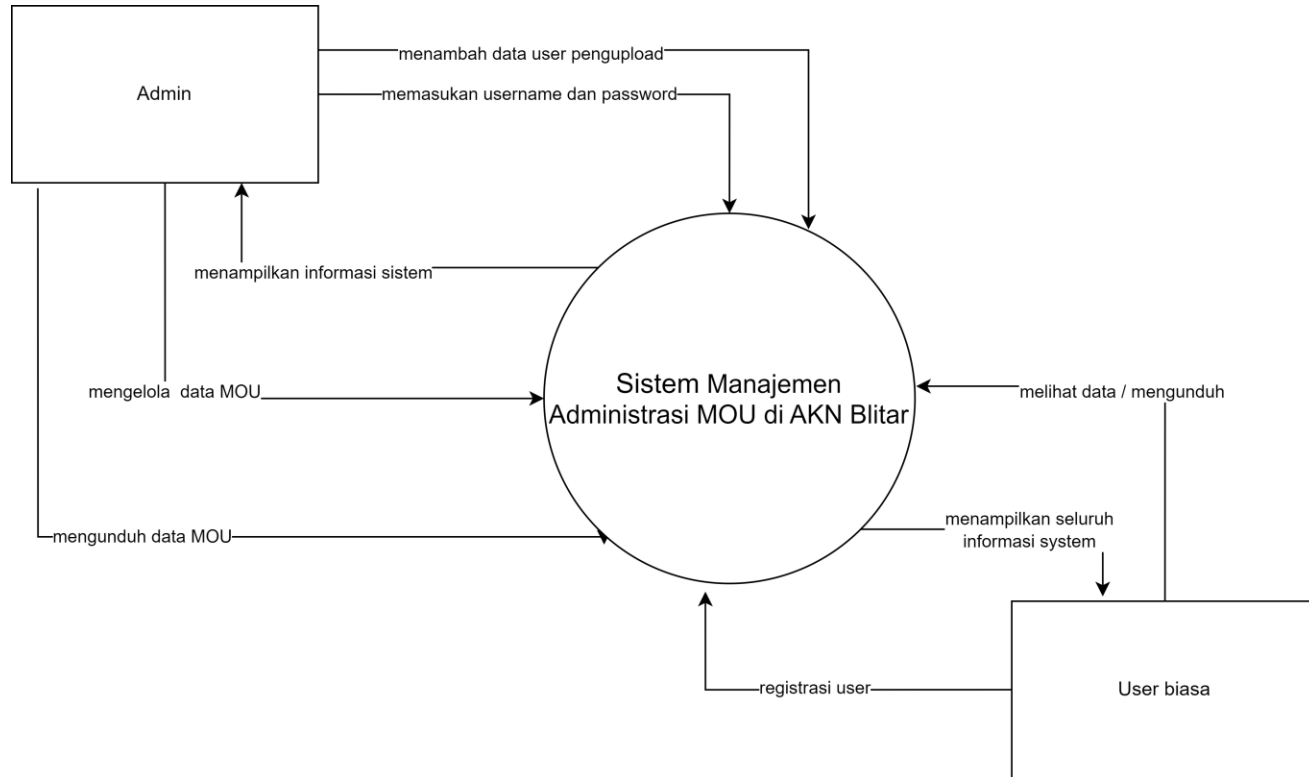 menambah data user pengupload
Admin
memasukan username dan password
menampilkan informasi sistem
Sistem Manajemen
Administrasi MOU di AKN Blitar
mengelola data MOU
melihat data / mengunduh
mengunduh data MOU
menampilkan seluruh
informasi system
registrasi user
User biasa